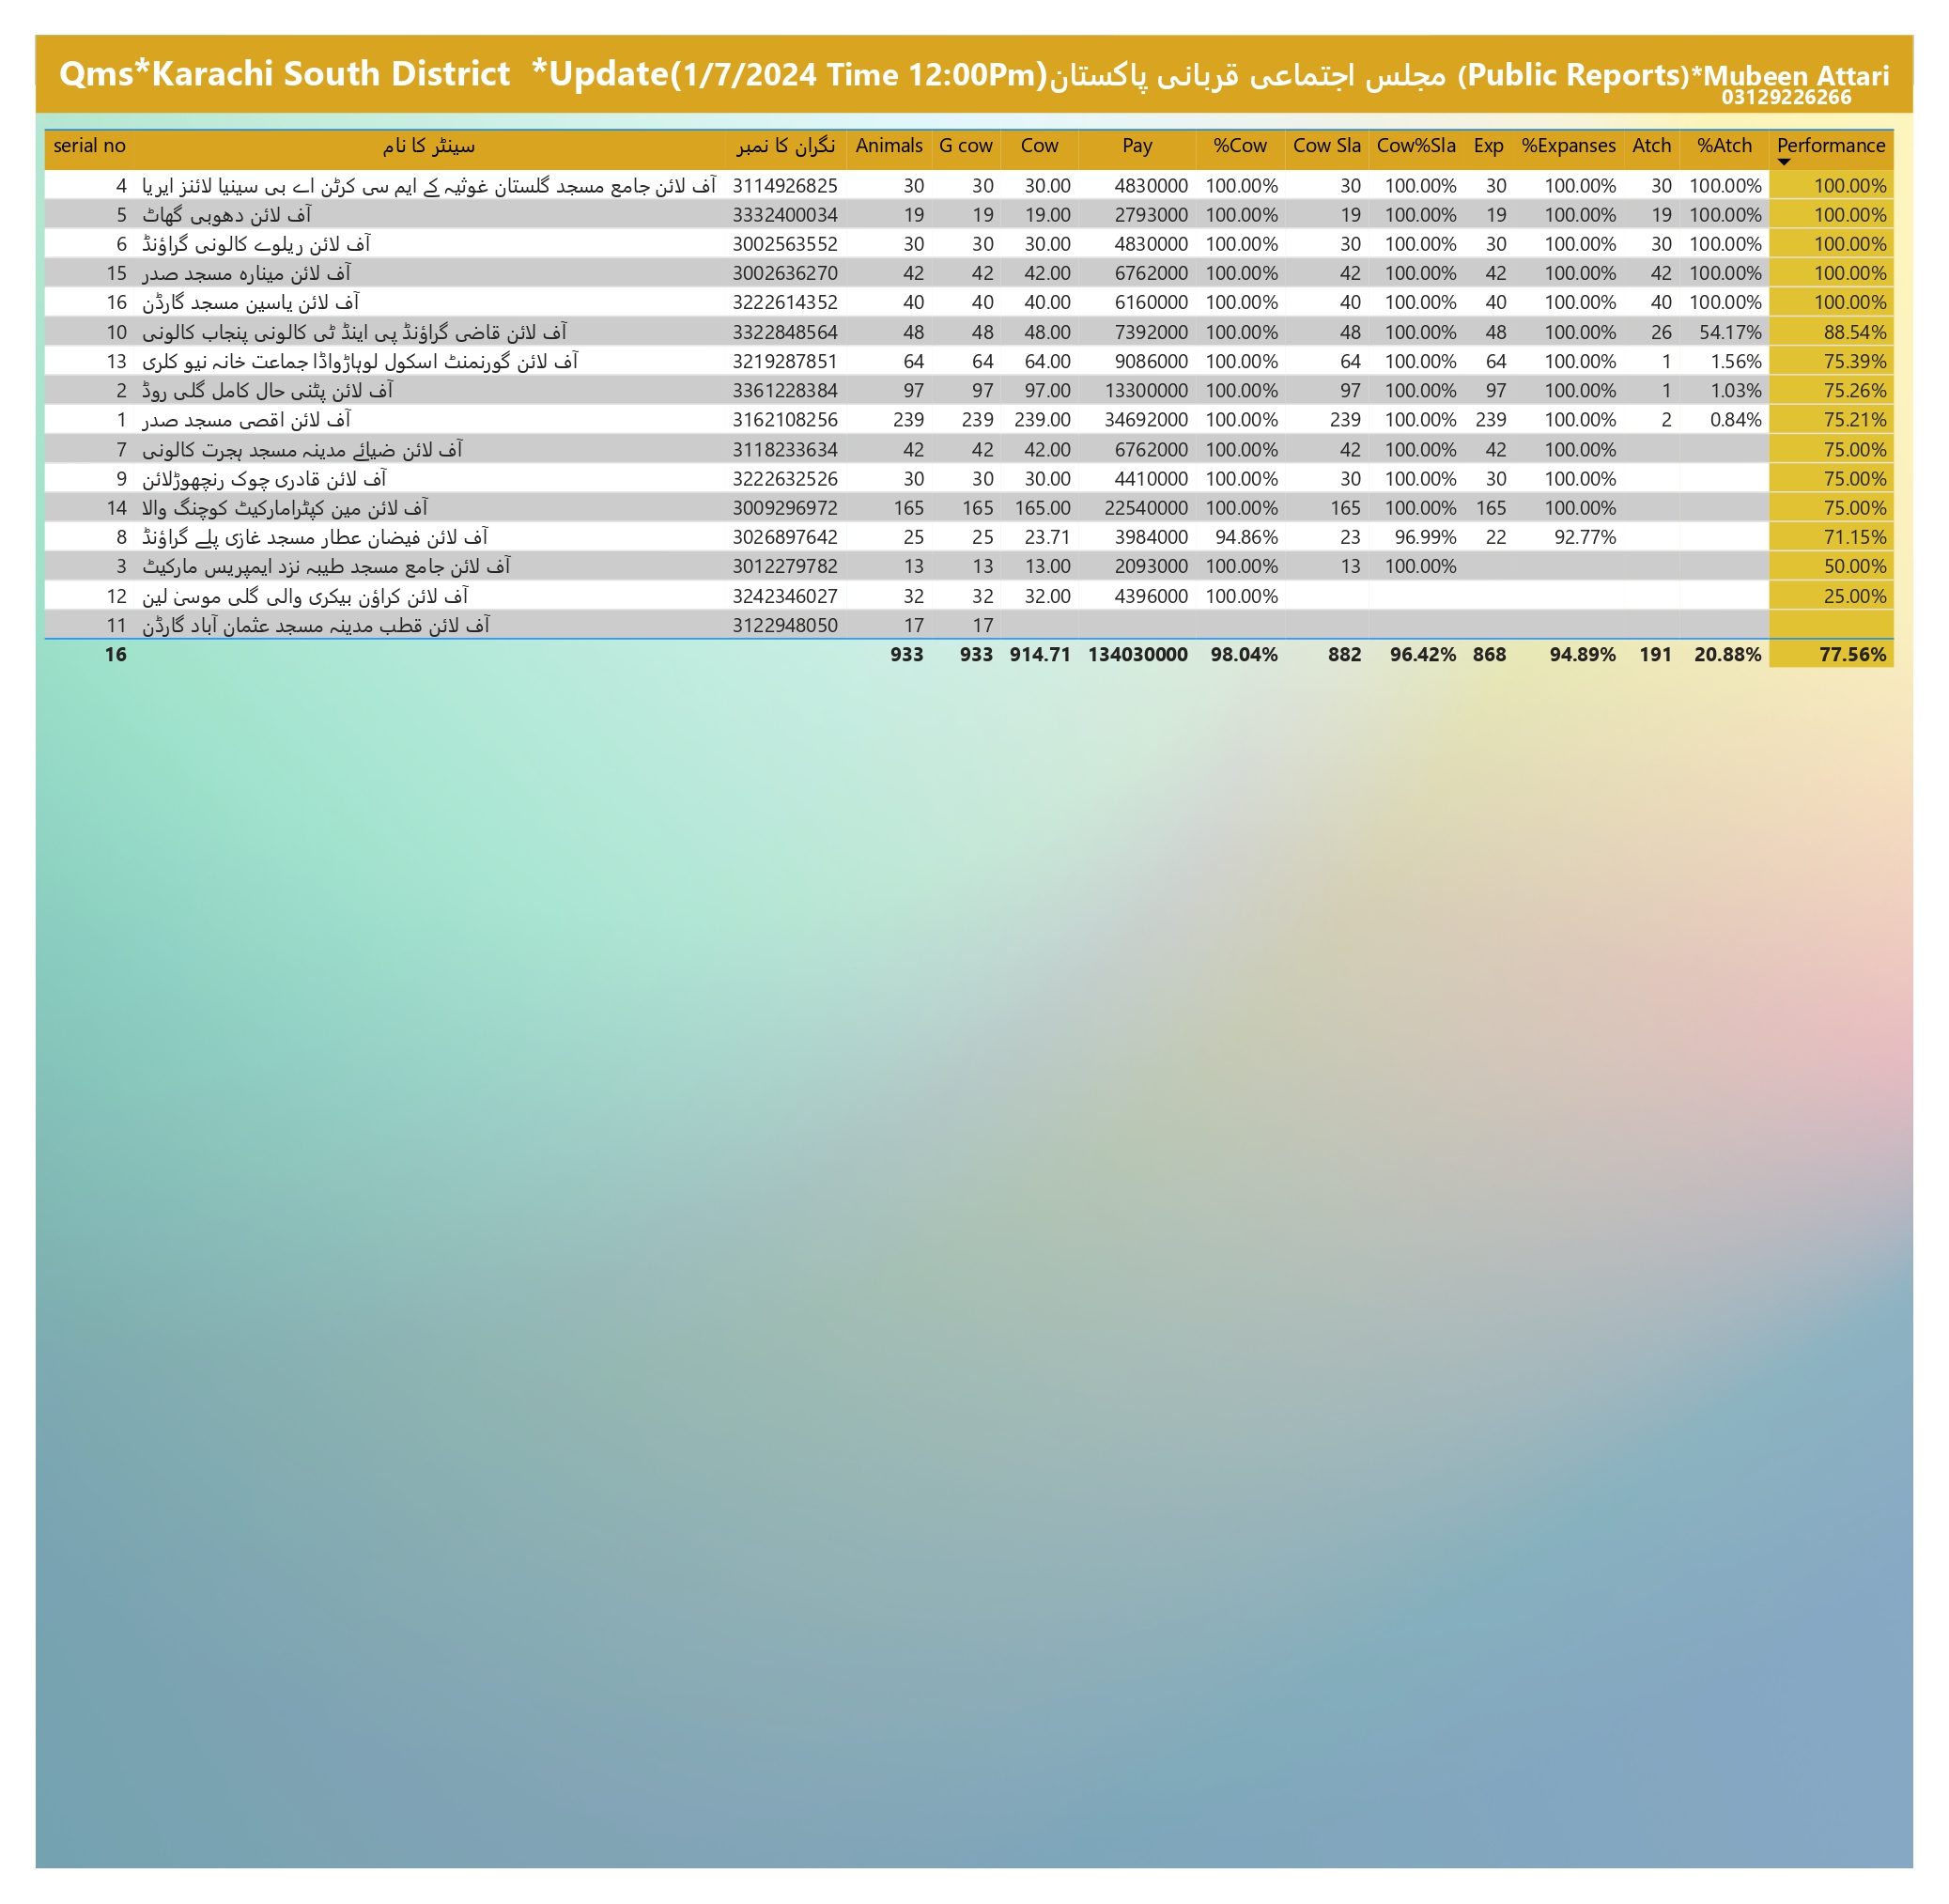 Qms*Karachi South District *Update(1/7/2024 Time 12:00Pm)مجلس اجتماعی قربانی پاکستان (Public Reports)*Mubeen Attari
03129226266
serial no سینٹر کا نام نگران کا نمبر Animals G cow Cow Pay %Cow Cow Sla Cow%Sla Exp %Expanses Atch %Atch Performance
4 آف لائن جامع مسجد گلستان غوثیہ کے ایم سی کرٹن اے بی سینیا لائنز ایریا 3114926825 30 30 30.00 4830000 100.00% 30 100.00% 30 100.00% 30 100.00% 100.00%
5 آف لائن دھوبی گھاٹ 3332400034 19 19 19.00 2793000 100.00% 19 100.00% 19 100.00% 19 100.00% 100.00%
6 آف لائن ریلوے کالونی گراؤنڈ 3002563552 30 30 30.00 4830000 100.00% 30 100.00% 30 100.00% 30 100.00% 100.00%
15 آف لائن مینارہ مسجد صدر 3002636270 42 42 42.00 6762000 100.00% 42 100.00% 42 100.00% 42 100.00% 100.00%
16 آف لائن یاسین مسجد گارڈن 3222614352 40 40 40.00 6160000 100.00% 40 100.00% 40 100.00% 40 100.00% 100.00%
10 آف لائن قاضی گراؤنڈ پی اینڈ ٹی کالونی پنجاب کالونی 3322848564 48 48 48.00 7392000 100.00% 48 100.00% 48 100.00% 26 54.17% 88.54%
13 آف لائن گورنمنٹ اسکول لوہاڑواڈا جماعت خانہ نیو کلری 3219287851 64 64 64.00 9086000 100.00% 64 100.00% 64 100.00% 1 1.56% 75.39%
2 آف لائن پٹنی حال کامل گلی روڈ 3361228384 97 97 97.00 13300000 100.00% 97 100.00% 97 100.00% 1 1.03% 75.26%
1 آف لائن اقصی مسجد صدر 3162108256 239 239 239.00 34692000 100.00% 239 100.00% 239 100.00% 2 0.84% 75.21%
7 آف لائن ضیائے مدینہ مسجد ہجرت کالونی 3118233634 42 42 42.00 6762000 100.00% 42 100.00% 42 100.00% 75.00%
9 آف لائن قادری چوک رنچھوڑلائن 3222632526 30 30 30.00 4410000 100.00% 30 100.00% 30 100.00% 75.00%
14 آف لائن مین کپٹرامارکیٹ کوچنگ والا 3009296972 165 165 165.00 22540000 100.00% 165 100.00% 165 100.00% 75.00%
8 آف لائن فیضان عطار مسجد غازی پلے گراؤنڈ 3026897642 25 25 23.71 3984000 94.86% 23 96.99% 22 92.77% 71.15%
3 آف لائن جامع مسجد طیبہ نزد ایمپریس مارکیٹ 3012279782 13 13 13.00 2093000 100.00% 13 100.00% 50.00%
12 آف لائن کراؤن بیکری والی گلی موسیٰ لین 3242346027 32 32 32.00 4396000 100.00% 25.00%
11 آف لائن قطب مدینہ مسجد عثمان آباد گارڈن 3122948050 17 17
16 933 933 914.71 134030000 98.04% 882 96.42% 868 94.89% 191 20.88% 77.56%